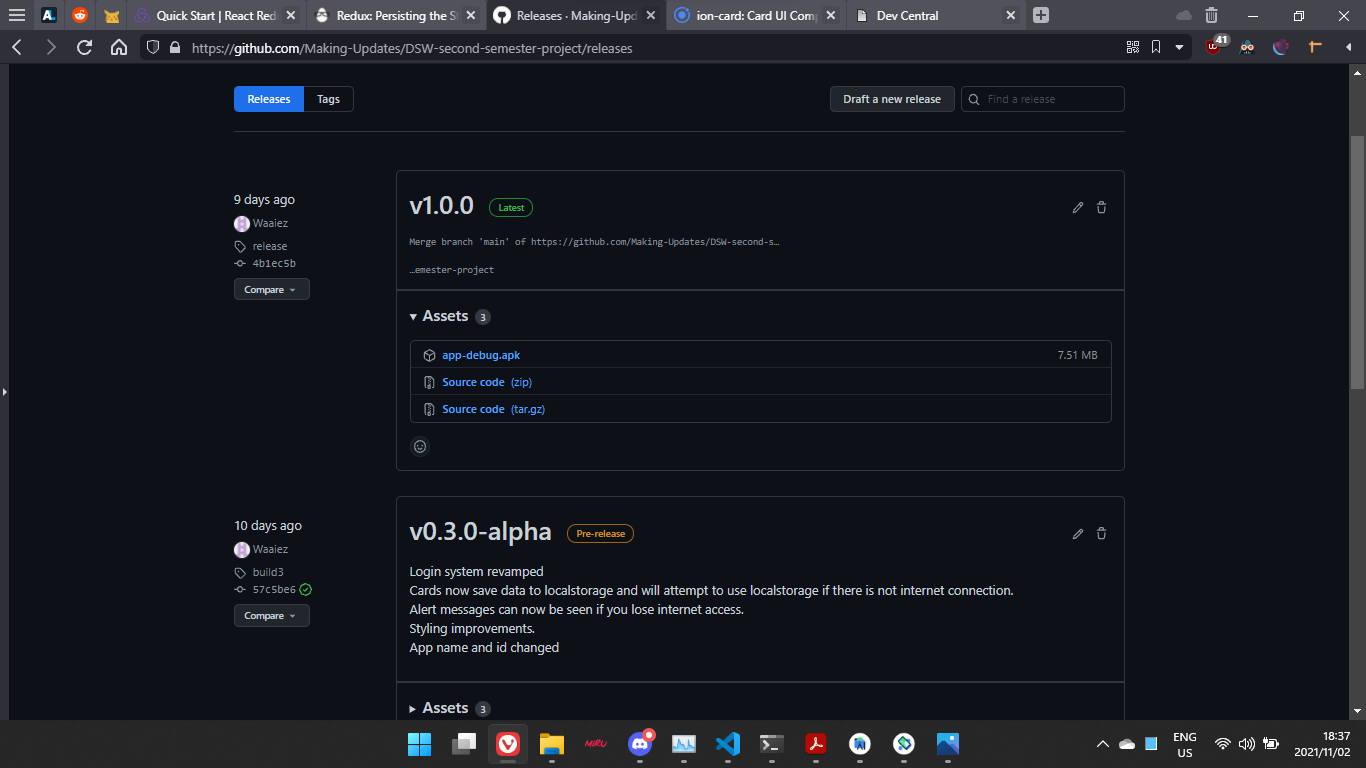 Quick Start | React Red
Redux: Persisting the S
Releases · Making-Upd
ion-card: Card UI Comp
Dev Central
https://github.com/Making-Updates/DSW-second-semester-project/releases
41
Releases
Tags
Draft a new release
Find a release
9 days ago
Waaiez
release
4b1ec5b
Compare
v1.0.0
Latest
Merge branch 'main' of https://github.com/Making-Updates/DSW-second-s…
…emester-project
Assets 3
app-debug.apk
7.51 MB
Source code (zip)
Source code (tar.gz)
10 days ago
Waaiez
build3
57c5be6
Compare
v0.3.0-alpha
Pre-release
Login system revamped
Cards now save data to localstorage and will attempt to use localstorage if there is not internet connection.
Alert messages can now be seen if you lose internet access.
Styling improvements.
App name and id changed
Assets 3
MIRU
ENG
US
18:37
2021/11/02